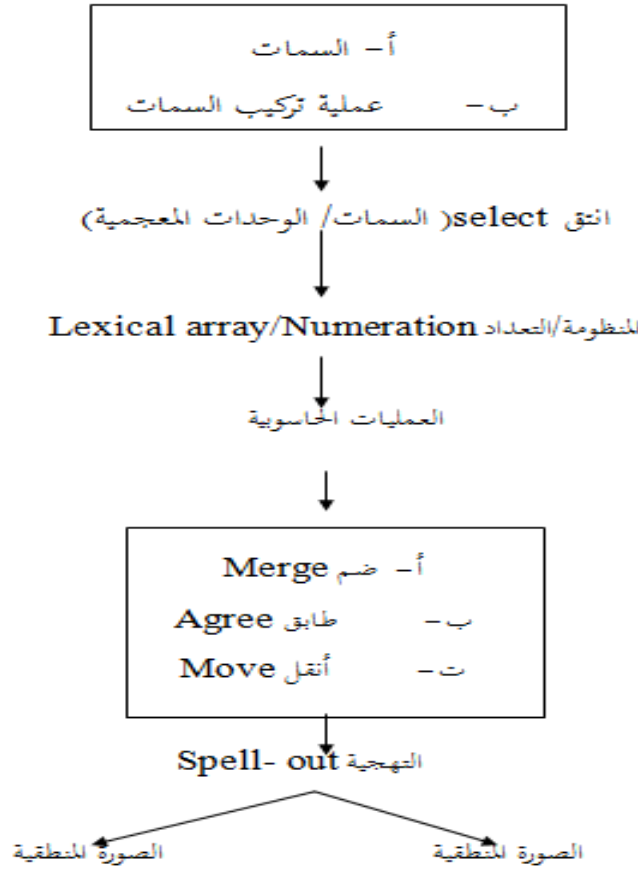 أ- السمات
ب- عملية تركيب السمات
انتق select( السمات/ الوحدات المعجمية)
المنظومة/التعداد Lexical array/Numeration
العمليات الحاسوبية
أ- ضم Merge
ب- طابق Agree
ت- أنقل Move
التهجية Spell- out
الصورة المنطقية
الصورة المنطقية